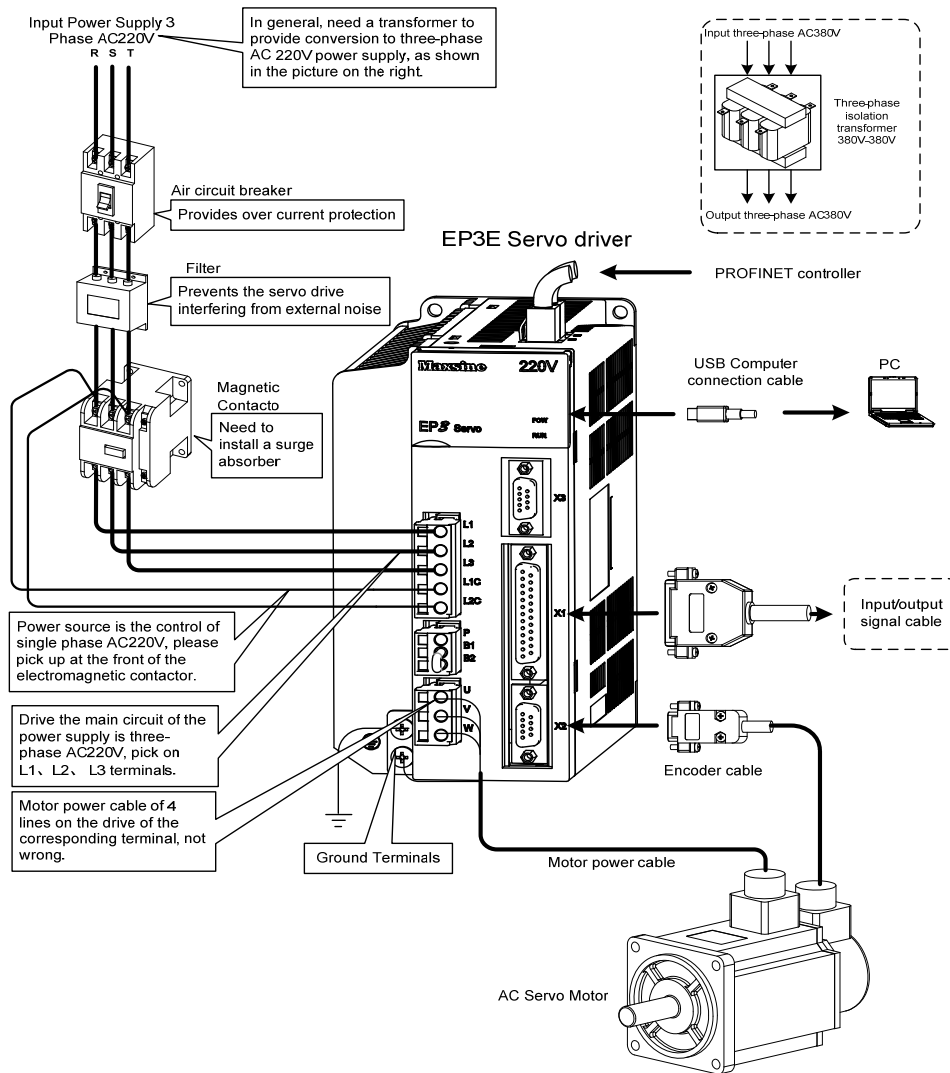 Input Power Supply 3
Phase AC220V
R S T
In general, need a transformer to
provide conversion to three-phase
AC 220V power supply, as shown
in the picture on the right.
Input three-phase AC380V
Three-phase
isolation
transformer
380V-380V
Output three-phase AC380V
Air circuit breaker
Provides over current protection
Filter
Prevents the servo drive
interfering from external noise
Magnetic
Contacto
Need to
install a surge
absorber
EP3E Servo driver
PROFINET controller
Maxsine 220V
EP3 Servo
POW
RUN
USB Computer
connection cable
PC
X3
L1
L2
L3
L1C
L2C
X1
Input/output
signal cable
P
B1
B2
U
V
W
X2
Encoder cable
Power source is the control of
single phase AC220V, please
pick up at the front of the
electromagnetic contactor.
Drive the main circuit of the
power supply is three-
phase AC220V, pick on
L1、L2、 L3 terminals.
Motor power cable of 4
lines on the drive of the
corresponding terminal, not
wrong.
Ground Terminals
Motor power cable
AC Servo Motor